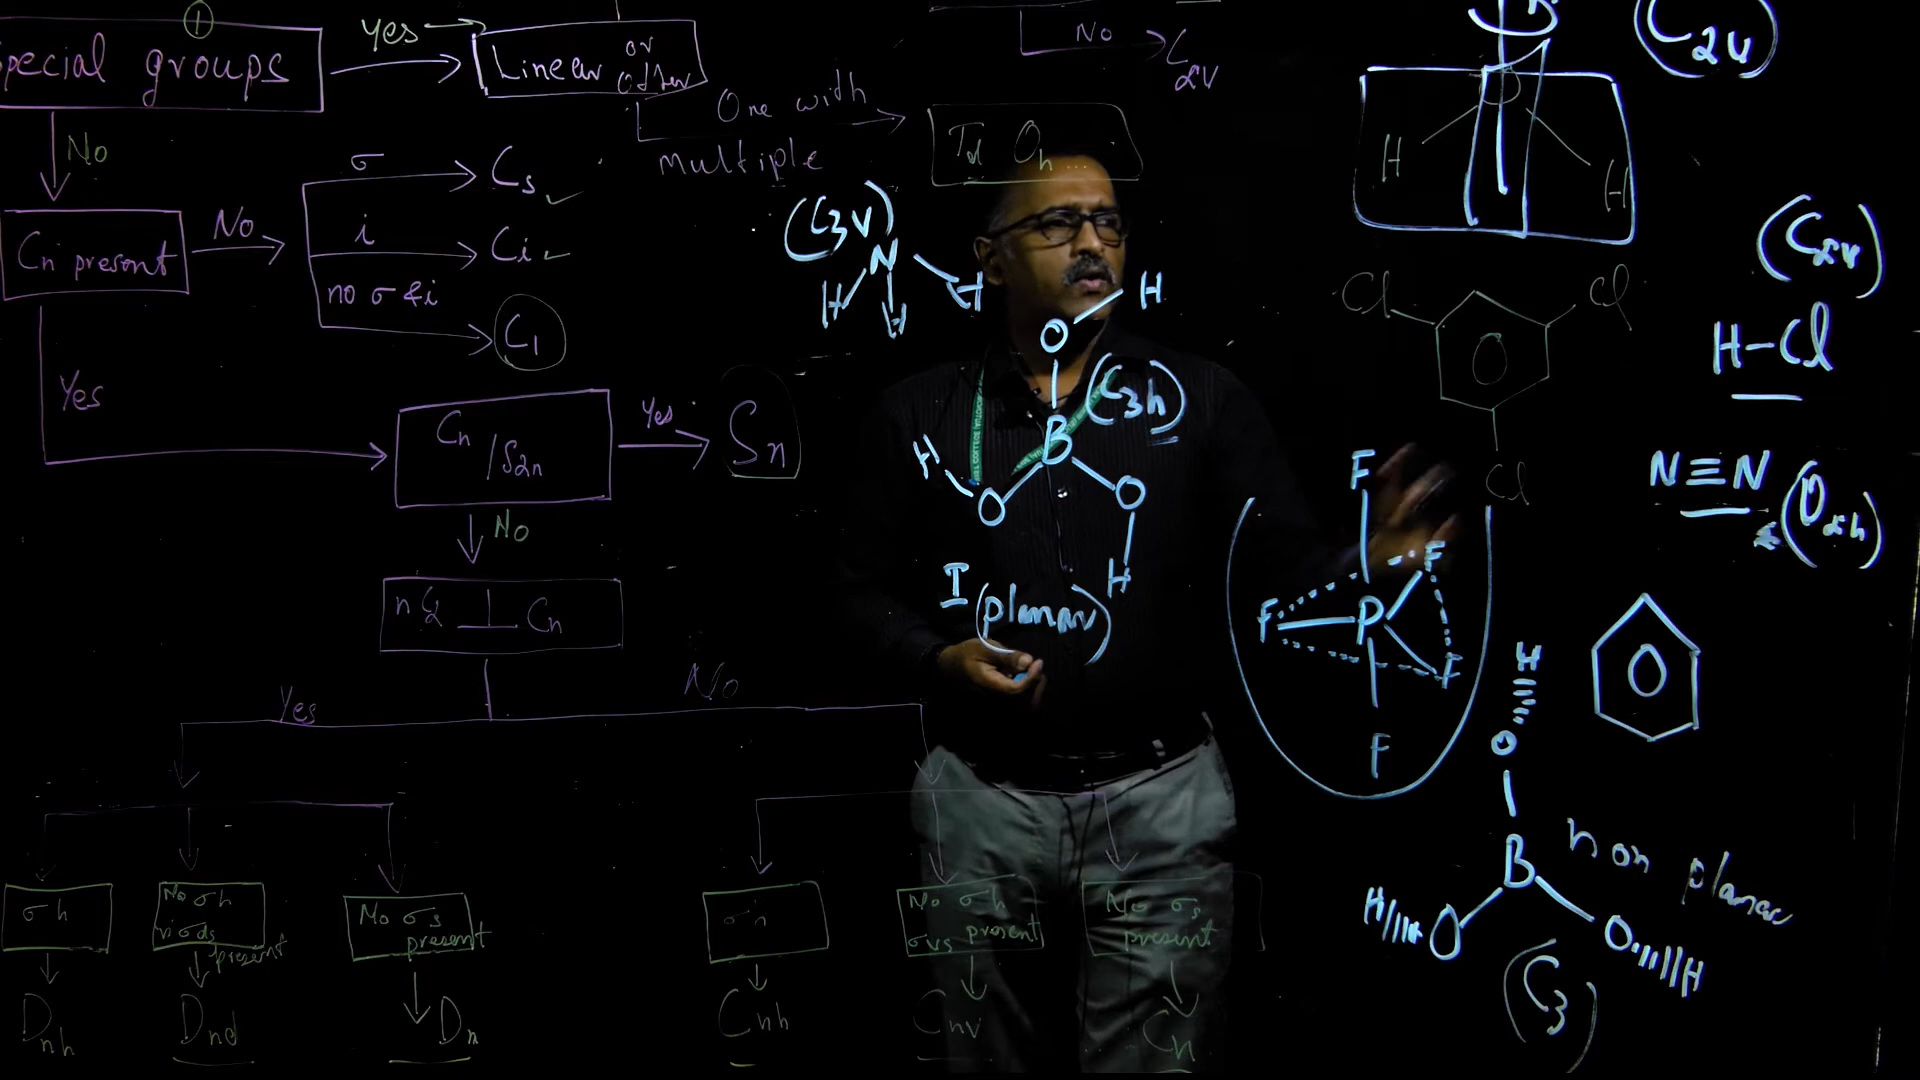 ①
Special groups
Yes →
Linear or other
No
One with multiple
Td Oh ...
No
C∞v
Cn present
No
σ
Cs
i
Ci
no σ & i
C1
Yes
Cn / S2n
Yes
Sn
No
n C2 ⊥ Cn
Yes
No
σh
Dnh
No σh
n σds present
Dnd
No σs present
Dn
σh
Cnh
No σh
σvs present
Cnv
No σs present
Cn
(C3v)
N
H
H
H
H
O
B
(C3h)
H
O
O
H
I
(planar)
(C2v)
H
H
Cl
Cl
Cl
(C∞v)
H-Cl
N≡N
(D∞h)
F
F
F
P
F
F
H
O
B
non planar
H
O
O
H
(C3)